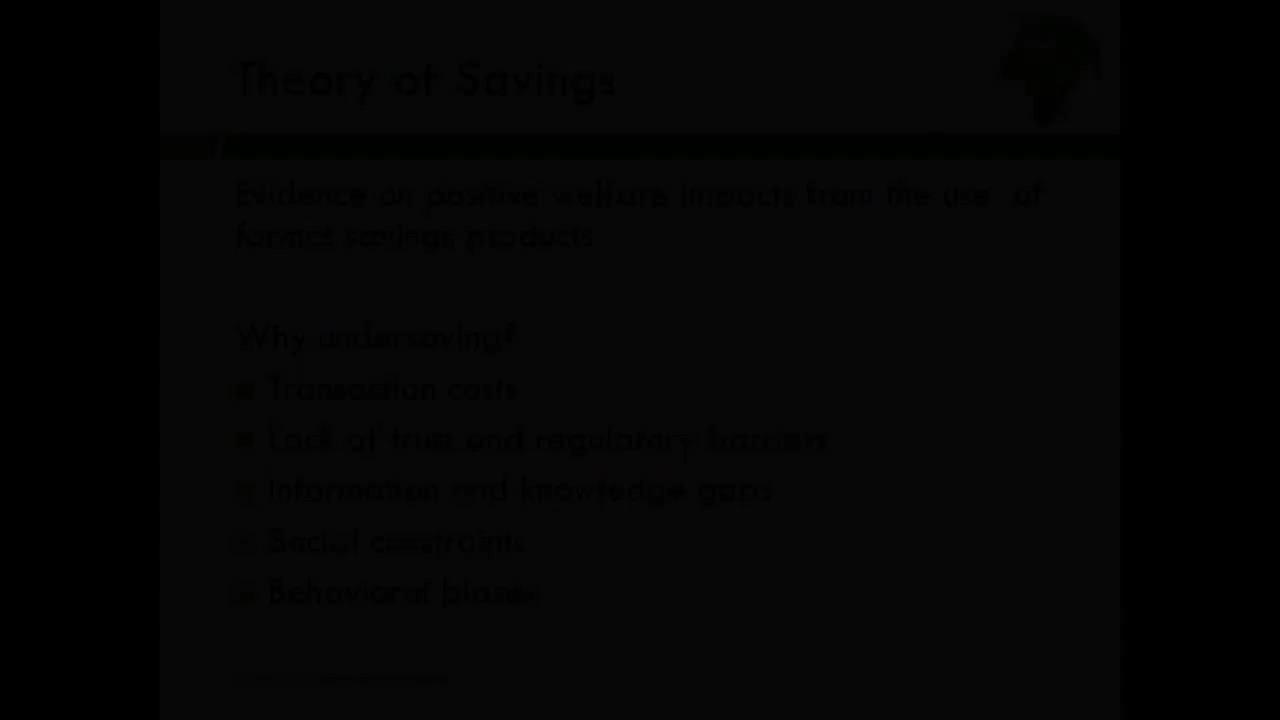 Theory of Savings
Evidence on positive welfare impacts from the use of
formal savings products
Why undersaving?
Transaction costs
Lack of trust and regulatory barriers
Information and knowledge gaps
Social constraints
Behavioral biases